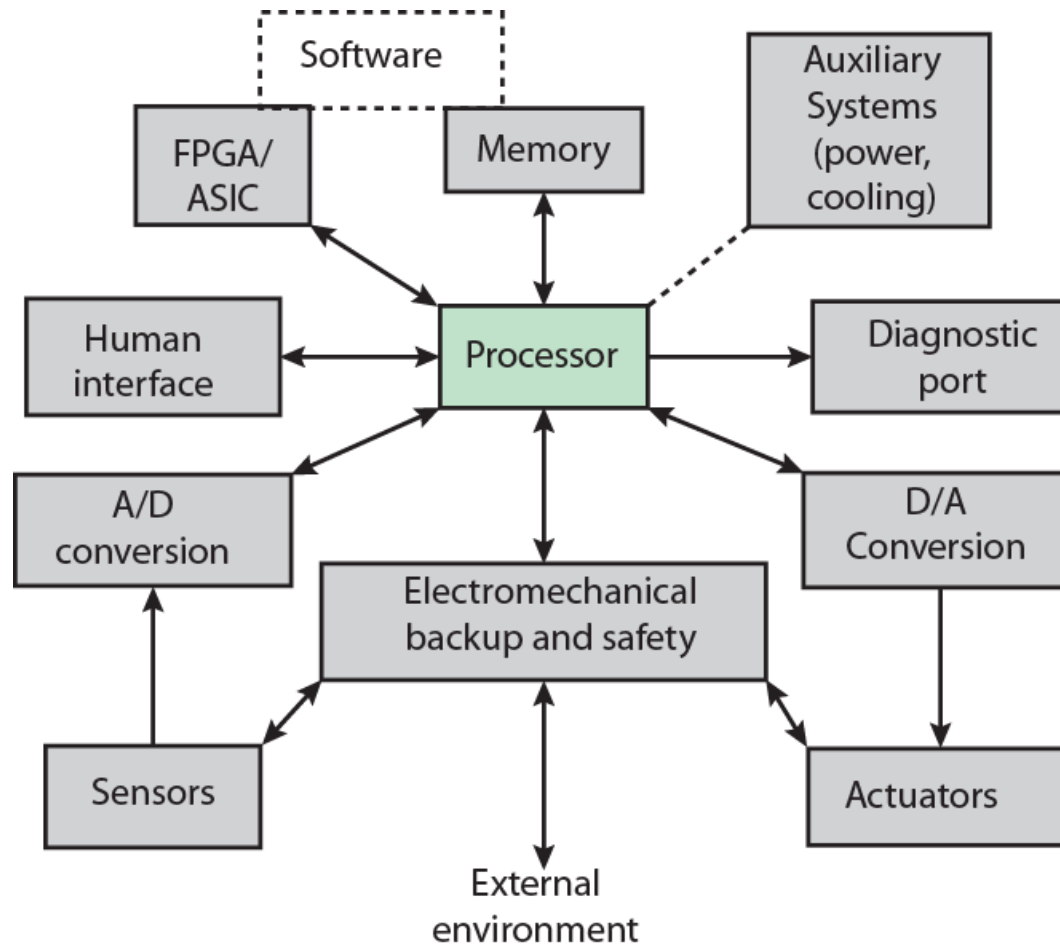 Software
Auxiliary
Systems
(power,
cooling)
FPGA/
ASIC
Memory
Human
interface
Processor
Diagnostic
port
A/D
conversion
D/A
Conversion
Electromechanical
backup and safety
Sensors
Actuators
External
environment